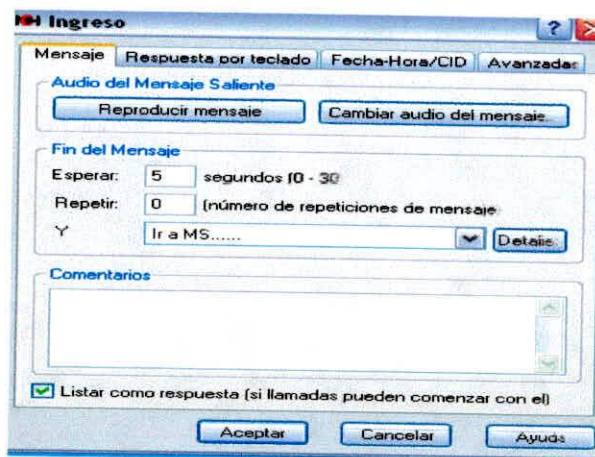 Ingreso
Mensaje Respuesta por teclado Fecha-Hora/CID Avanzadas
Audio del Mensaje Saliente
Reproducir mensaje Cambiar audio del mensaje...
Fin del Mensaje
Esperar: 5 segundos (0 - 30
Repetir: 0 (número de repeticiones de mensaje
Y Ir a MS...... Details
Comentarios
Listar como respuesta (si llamadas pueden comenzar con el)
Aceptar Cancelar Ayuda